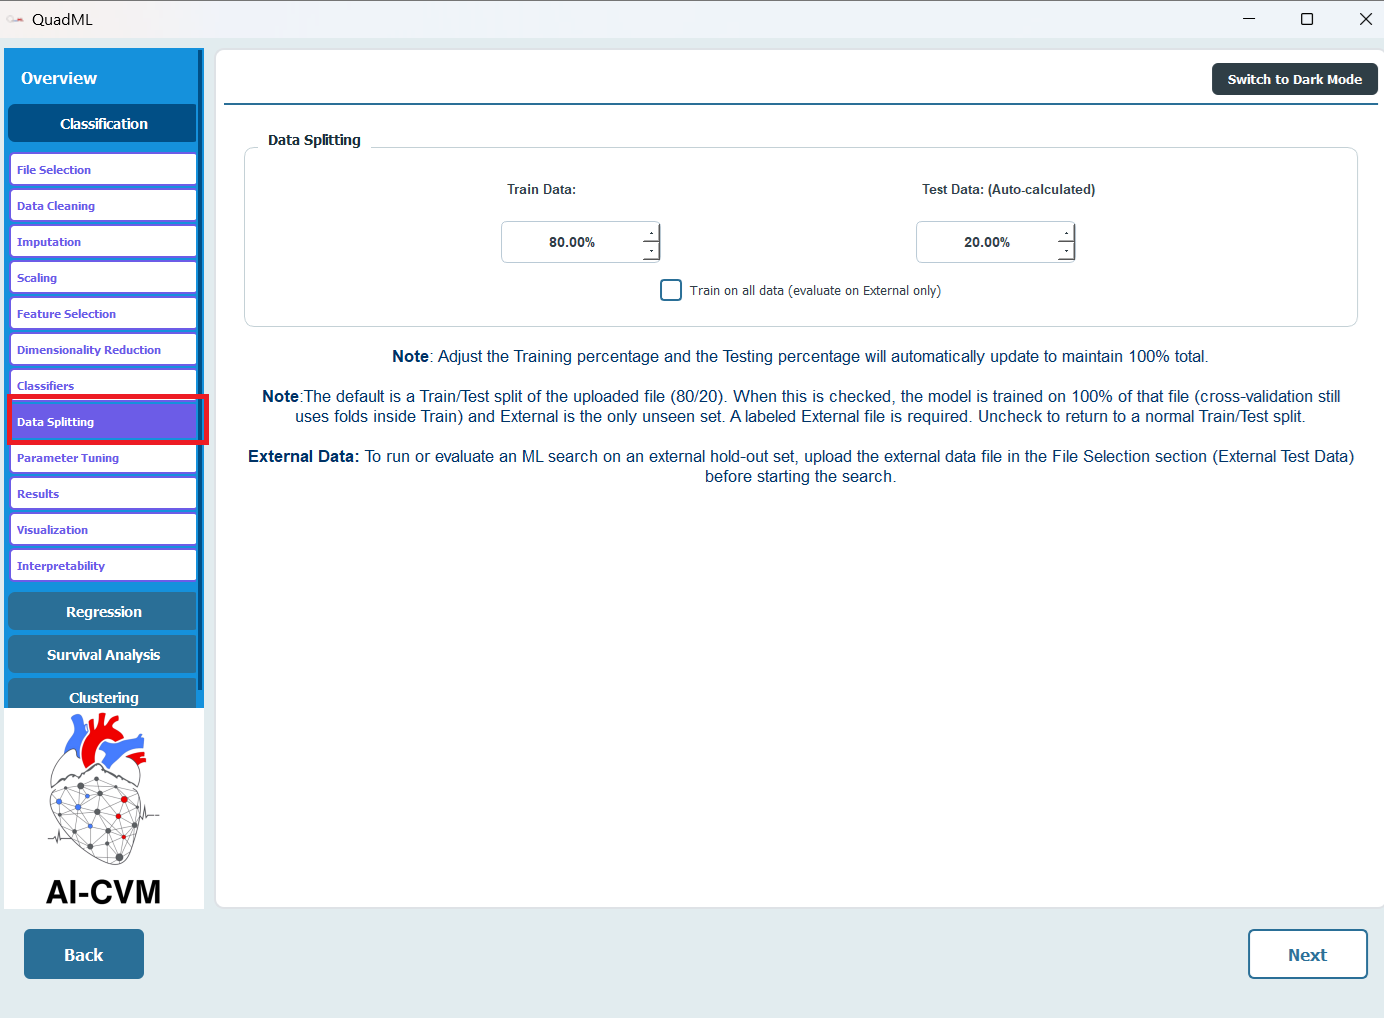 QuadML
Overview
Classification
File Selection
Data Cleaning
Imputation
Scaling
Feature Selection
Dimensionality Reduction
Classifiers
Data Splitting
Parameter Tuning
Results
Visualization
Interpretability
Regression
Survival Analysis
Clustering
AI-CVM
Back
Switch to Dark Mode
Data Splitting
Train Data:
Test Data: (Auto-calculated)
80.00%
20.00%
Train on all data (evaluate on External only)
Note: Adjust the Training percentage and the Testing percentage will automatically update to maintain 100% total.
Note:The default is a Train/Test split of the uploaded file (80/20). When this is checked, the model is trained on 100% of that file (cross-validation still
uses folds inside Train) and External is the only unseen set. A labeled External file is required. Uncheck to return to a normal Train/Test split.
External Data: To run or evaluate an ML search on an external hold-out set, upload the external data file in the File Selection section (External Test Data)
before starting the search.
Next